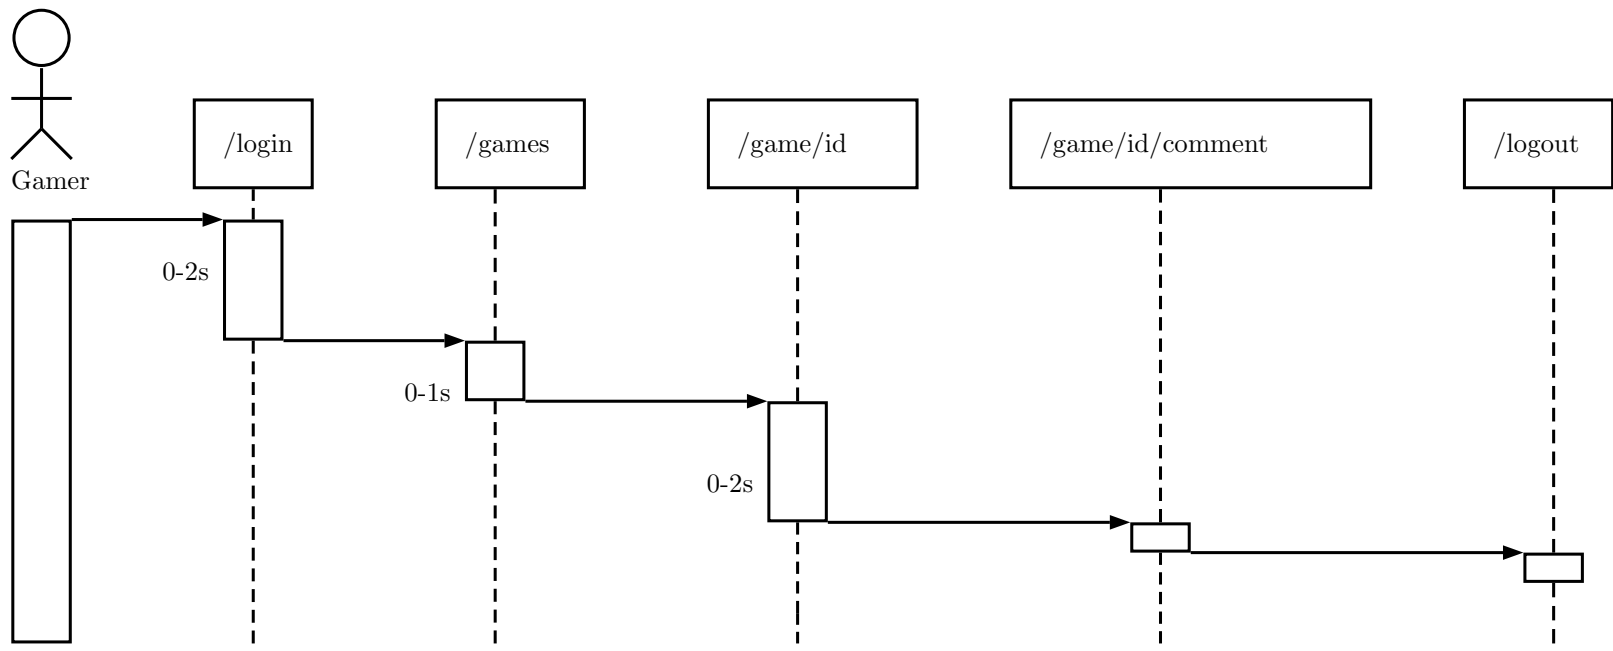 /login
/games
/game/id
/game/id/comment
/logout
Gamer
0-2s
0-1s
0-2s